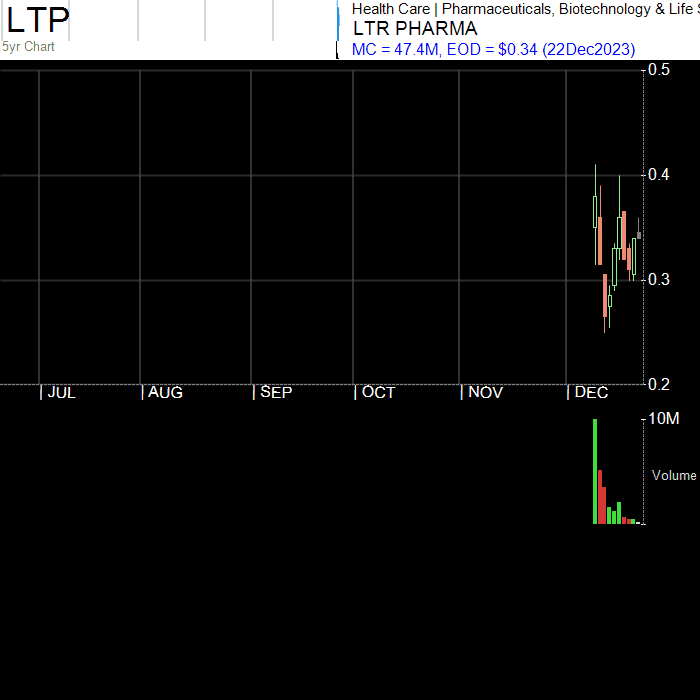 LTP
5yr Chart
Health Care | Pharmaceuticals, Biotechnology & Life
LTR PHARMA
MC = 47.4M, EOD = $0.34 (22Dec2023)
0.5
0.4
0.3
0.2
| JUL | AUG | SEP | OCT | NOV | DEC
10M
Volume